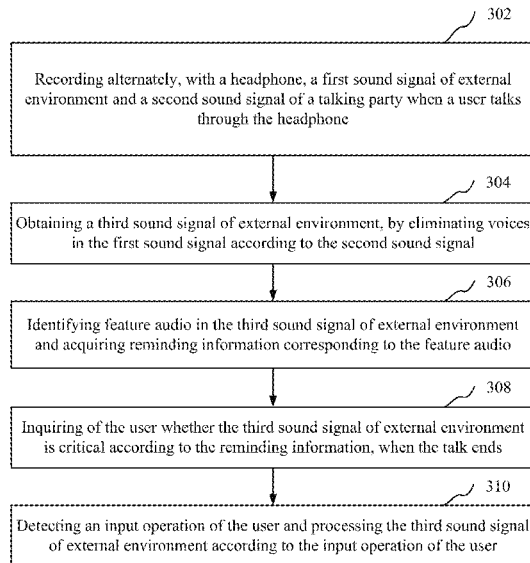 302
Recording alternately, with a headphone, a first sound signal of external
environment and a second sound signal of a talking party when a user talks
through the headphone
304
Obtaining a third sound signal of external environment, by eliminating voices
in the first sound signal according to the second sound signal
306
Identifying feature audio in the third sound signal of external environment
and acquiring reminding information corresponding to the feature audio
308
Inquiring of the user whether the third sound signal of external environment
is critical according to the reminding information, when the talk ends
310
Detecting an input operation of the user and processing the third sound signal
of external environment according to the input operation of the user